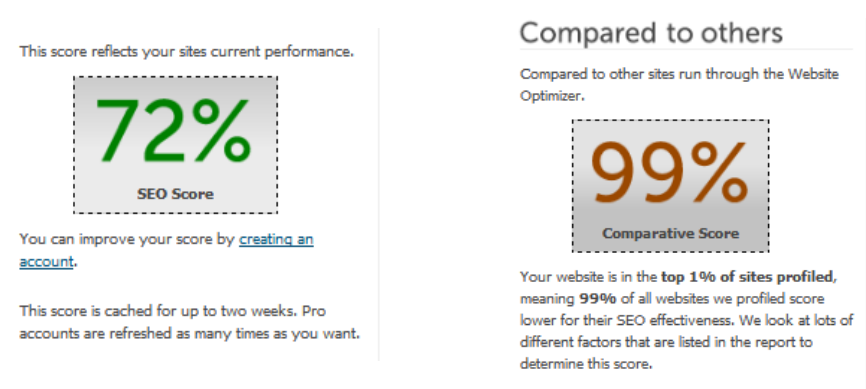 This score reflects your sites current performance.
72%
SEO Score
You can improve your score by creating an
account.
This score is cached for up to two weeks. Pro
accounts are refreshed as many times as you want.
Compared to others
Compared to other sites run through the Website
Optimizer.
99%
Comparative Score
Your website is in the top 1% of sites profiled,
meaning 99% of all websites we profiled score
lower for their SEO effectiveness. We look at lots of
different factors that are listed in the report to
determine this score.